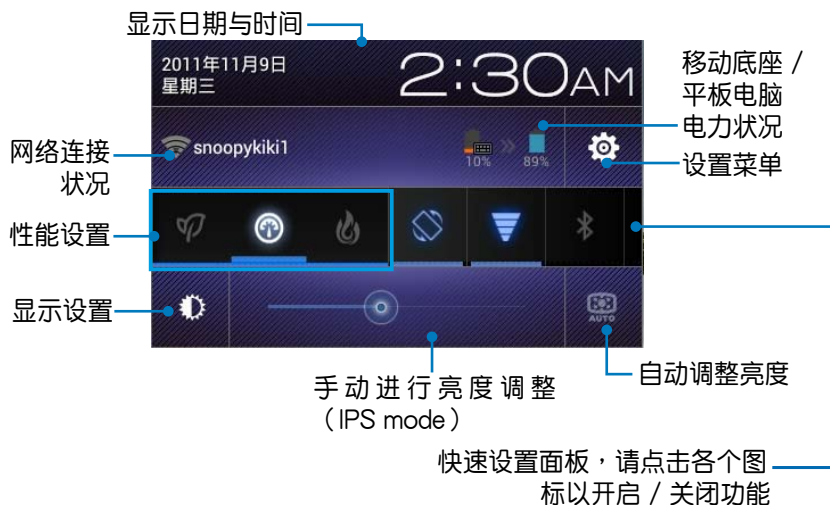 显示日期与时间
2011年11月9日
星期三
2:30AM
移动底座 /
平板电脑
电力状况
网络连接
状况
snoopykiki1
10%
89%
设置菜单
性能设置
显示设置
AUTO
手动进行亮度调整
（IPS mode）
自动调整亮度
快速设置面板，请点击各个图
标以开启 / 关闭功能